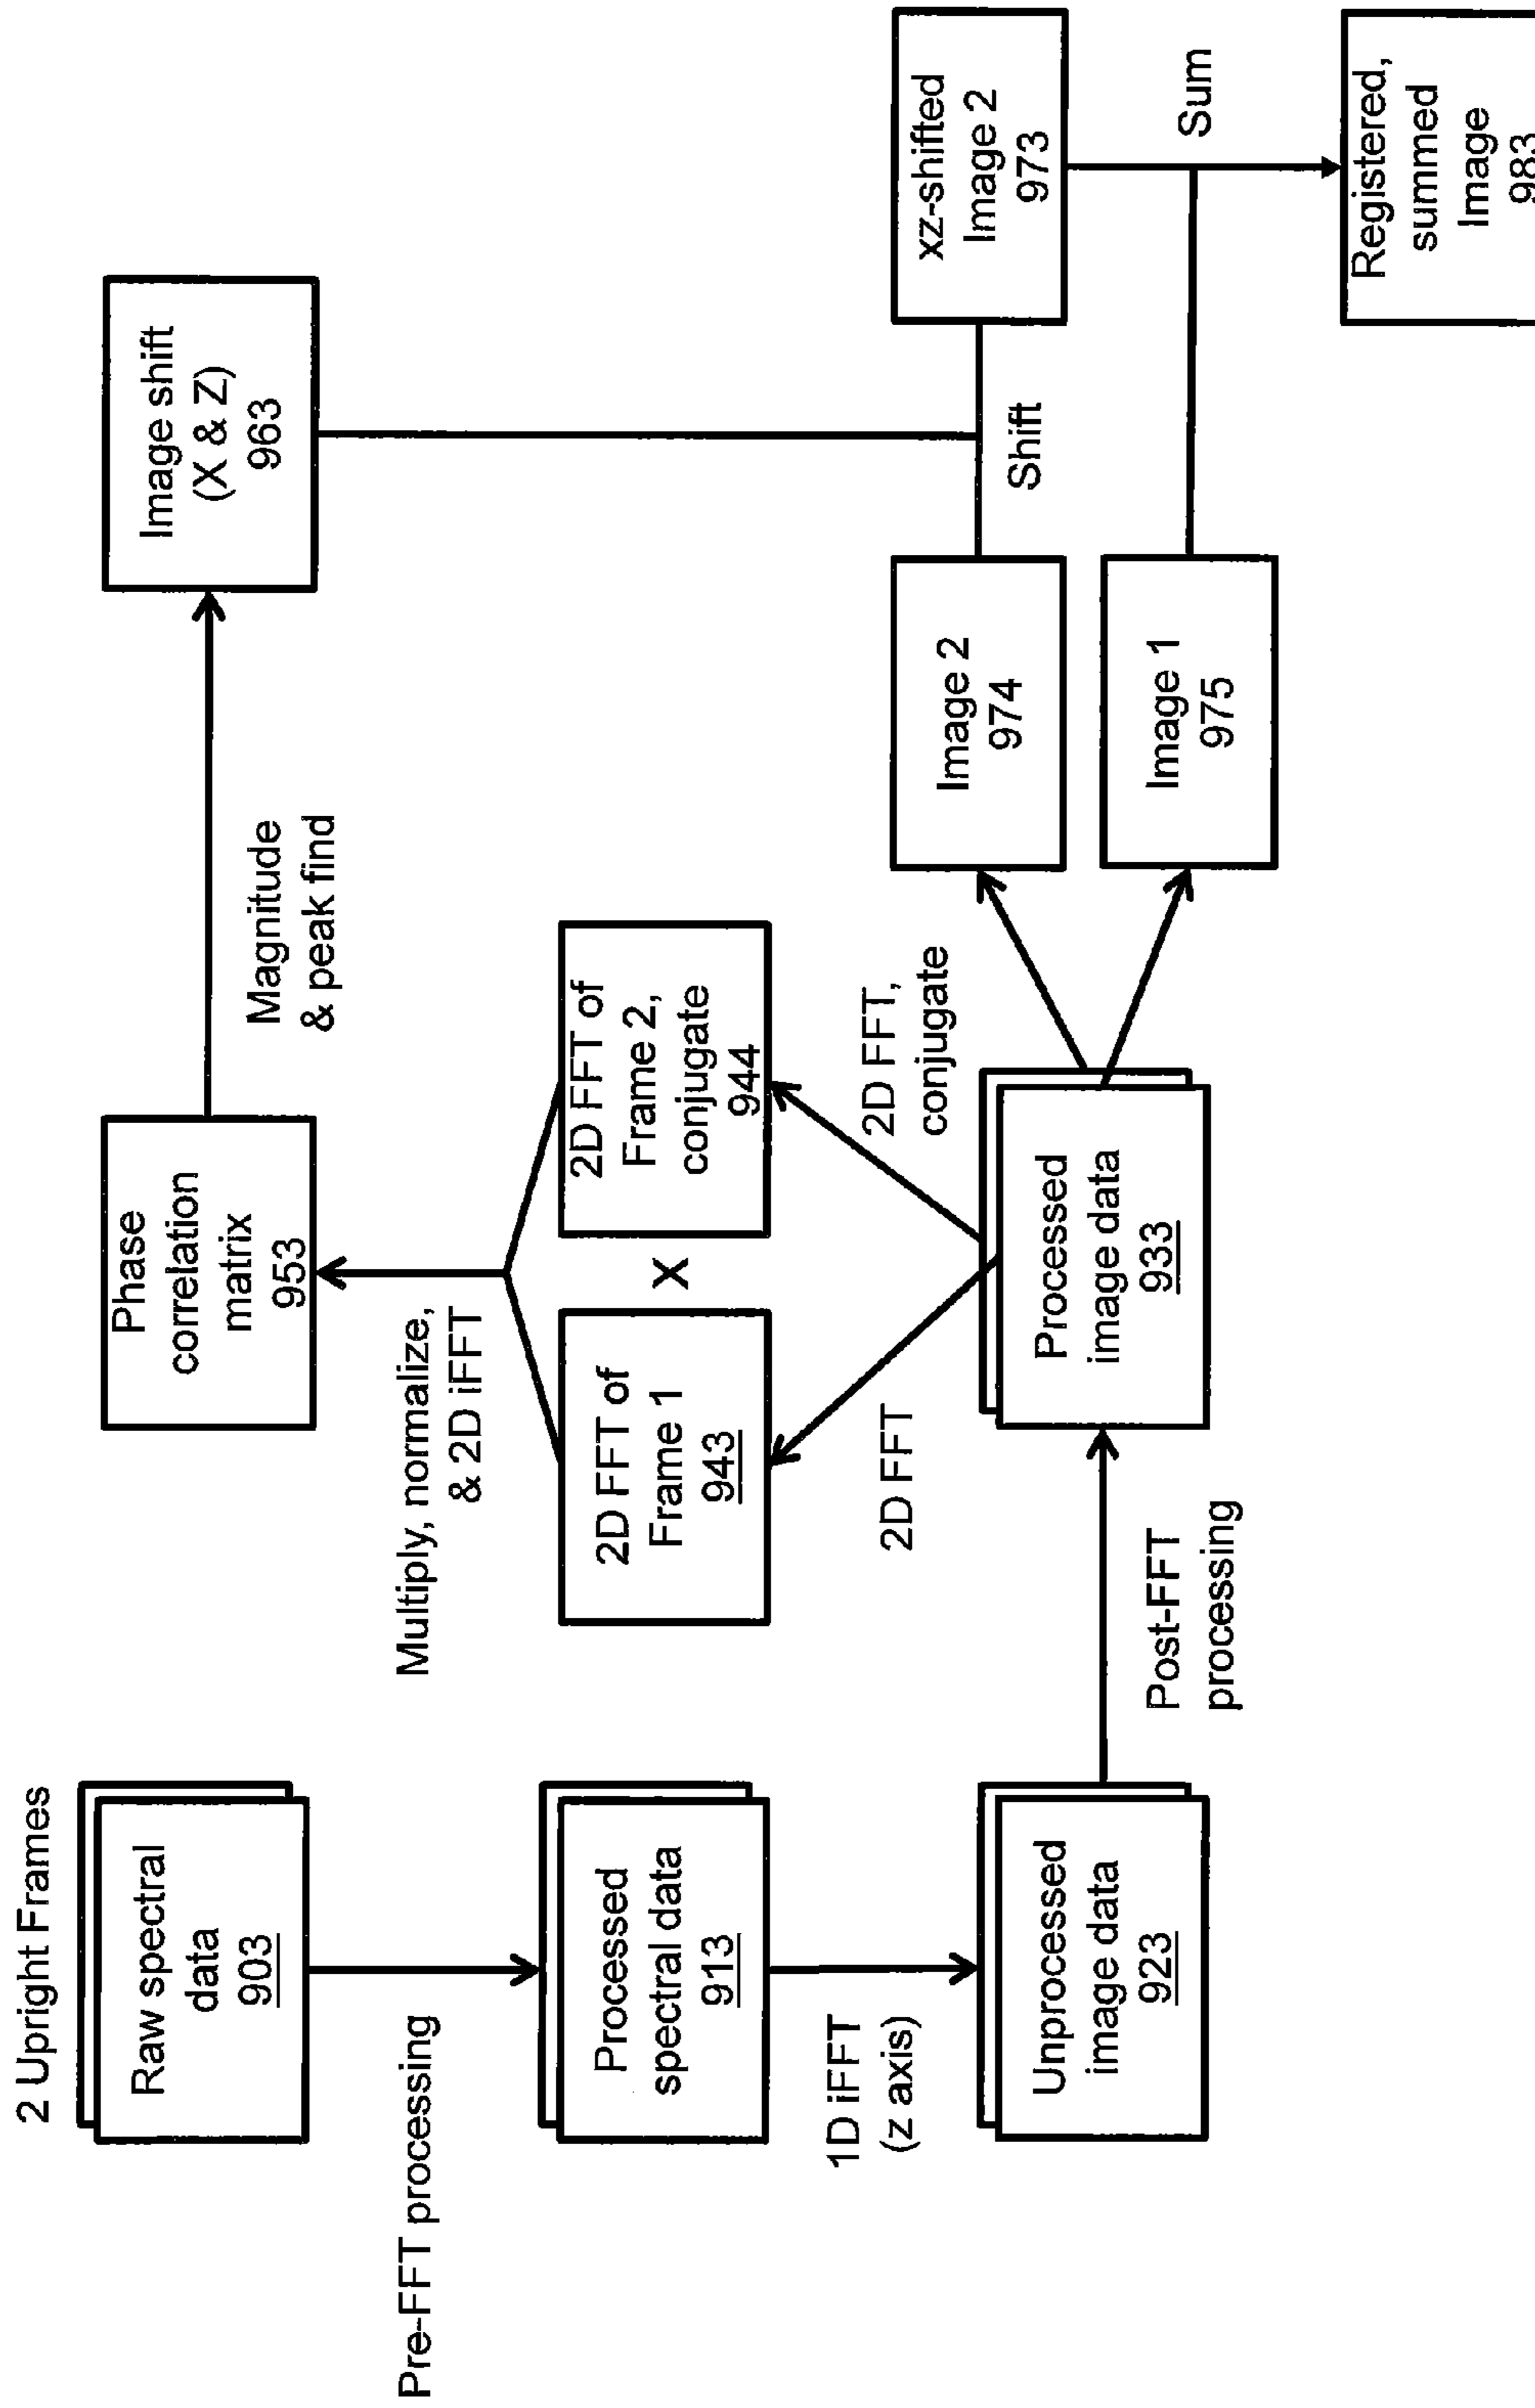 2 Upright Frames
Raw spectral
data
903
Pre-FFT processing
Processed
spectral data
913
1D iFFT
(z axis)
Unprocessed
image data
923
Post-FFT
processing
Processed
image data
933
2D FFT
2D FFT,
conjugate
2D FFT of
Frame 1
943
X
2D FFT of
Frame 2,
conjugate
944
Multiply, normalize,
& 2D iFFT
Phase
correlation
matrix
953
Magnitude
& peak find
Image shift
(X & Z)
963
Image 2
974
Image 1
975
Shift
xz-shifted
Image 2
973
Sum
Registered,
summed
Image
983